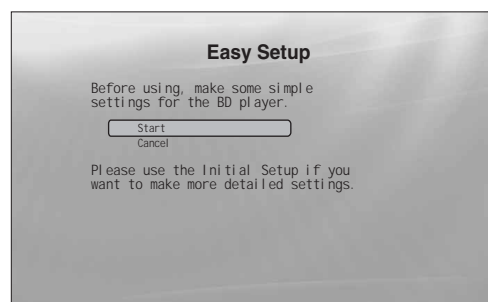 Easy Setup
Before using, make some simple
settings for the BD player.
Start
Cancel
Please use the Initial Setup if you
want to make more detailed settings.